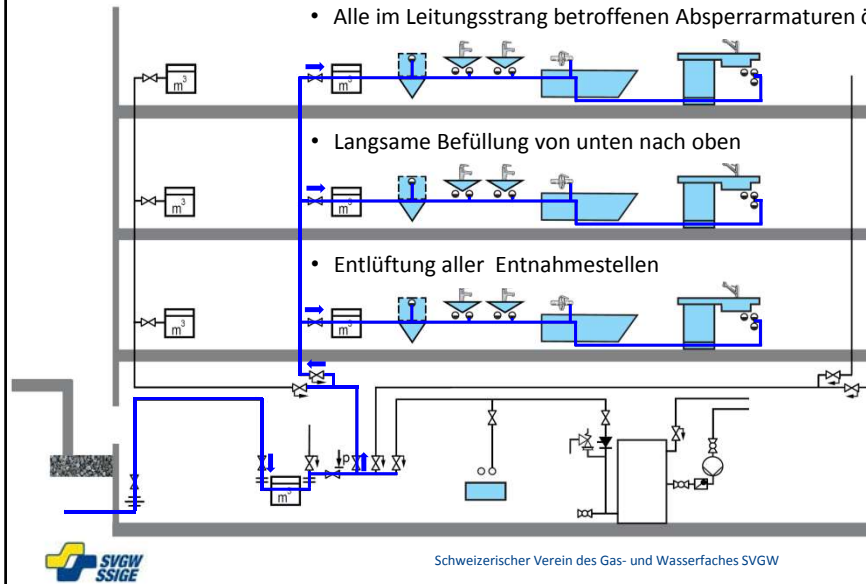 • Alle im Leitungsstrang betroffenen Absperrarmaturen
m³ m³
• Langsame Befüllung von unten nach oben
m³ m³
• Entlüftung aller Entnahmestellen
m³ m³
p
m³
SVGW
SSIGE
Schweizerischer Verein des Gas- und Wasserfaches SVGW